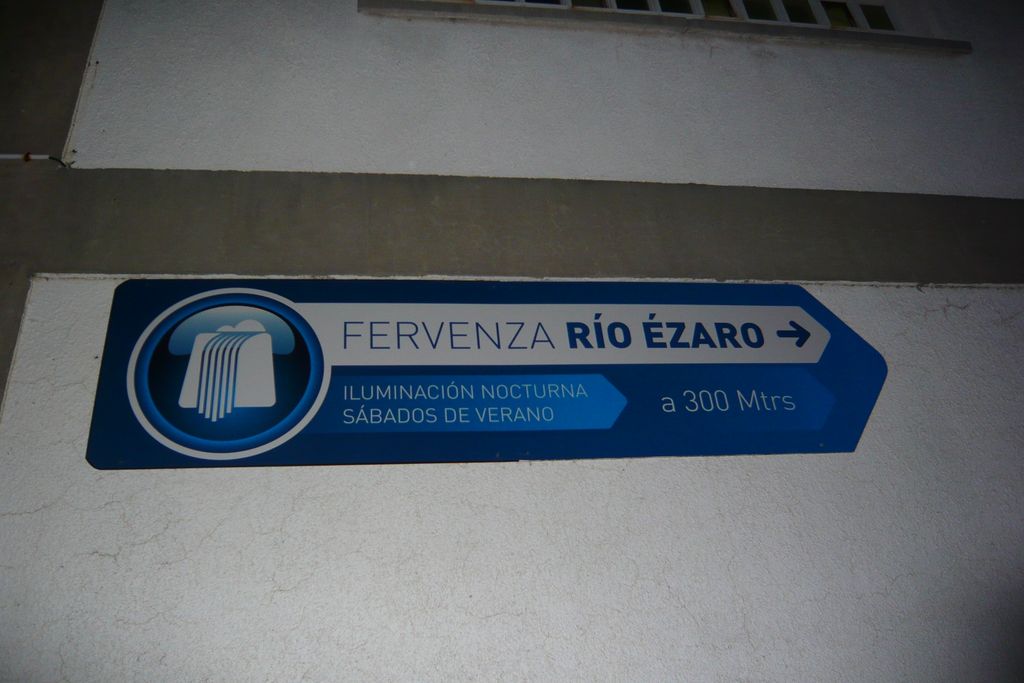 FERVENZA RÍO ÉZARO →
ILUMINACIÓN NOCTURNA
SÁBADOS DE VERANO
a 300 Mtrs